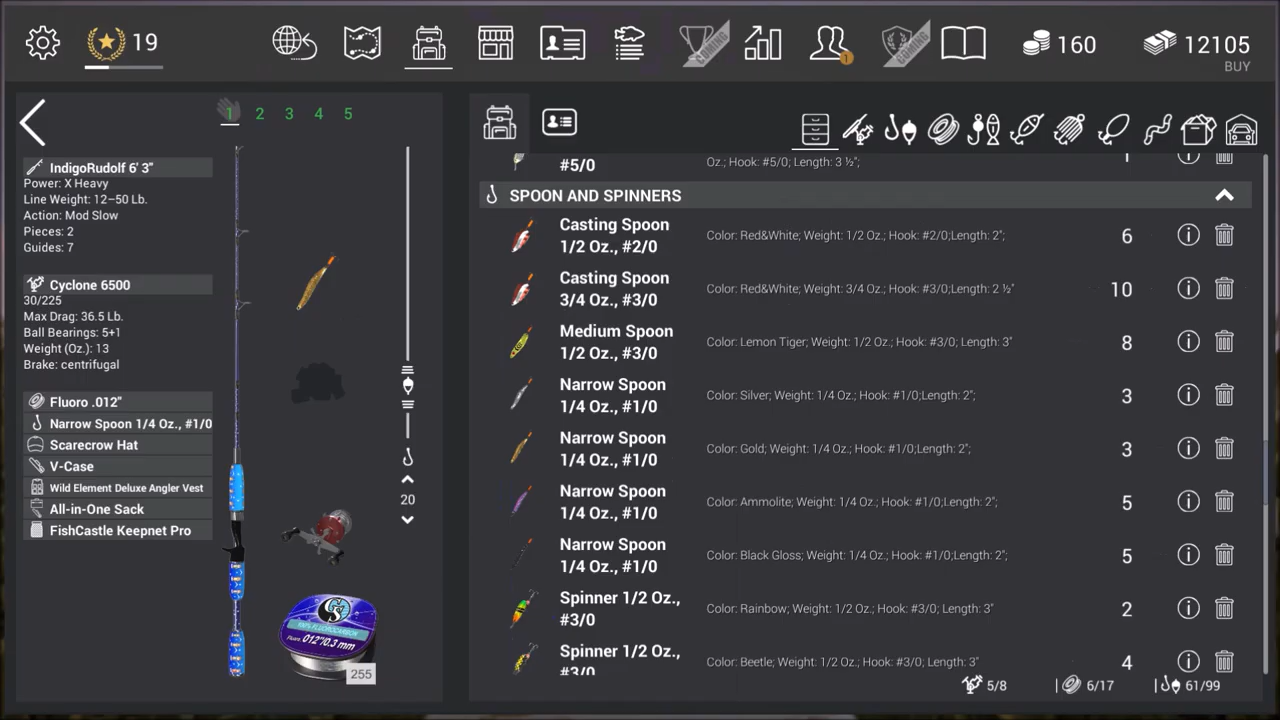 19
160
12105
BUY
1 2 3 4 5
IndigoRudolf 6' 3"
Power: X Heavy
Line Weight: 12–50 Lb.
Action: Mod Slow
Pieces: 2
Guides: 7
Cyclone 6500
30/225
Max Drag: 36.5 Lb.
Ball Bearings: 5+1
Weight (Oz.): 13
Brake: centrifugal
Fluoro .012"
Narrow Spoon 1/4 Oz., #1/0
Scarecrow Hat
V-Case
Wild Element Deluxe Angler Vest
All-in-One Sack
FishCastle Keepnet Pro
20
100% FLUOROCARBON
Fluoro .012"/0.3 mm
255
#5/0
Oz.; Hook: #5/0; Length: 3 ½";
1
SPOON AND SPINNERS
Casting Spoon
1/2 Oz., #2/0
Color: Red&White; Weight: 1/2 Oz.; Hook: #2/0;Length: 2";
6
Casting Spoon
3/4 Oz., #3/0
Color: Red&White; Weight: 3/4 Oz.; Hook: #3/0;Length: 2 ½"
10
Medium Spoon
1/2 Oz., #3/0
Color: Lemon Tiger; Weight: 1/2 Oz.; Hook: #3/0; Length: 3"
8
Narrow Spoon
1/4 Oz., #1/0
Color: Silver; Weight: 1/4 Oz.; Hook: #1/0;Length: 2";
3
Narrow Spoon
1/4 Oz., #1/0
Color: Gold; Weight: 1/4 Oz.; Hook: #1/0;Length: 2";
3
Narrow Spoon
1/4 Oz., #1/0
Color: Ammolite; Weight: 1/4 Oz.; Hook: #1/0;Length: 2";
5
Narrow Spoon
1/4 Oz., #1/0
Color: Black Gloss; Weight: 1/4 Oz.; Hook: #1/0;Length: 2";
5
Spinner 1/2 Oz.,
#3/0
Color: Rainbow; Weight: 1/2 Oz.; Hook: #3/0; Length: 3"
2
Spinner 1/2 Oz.,
#3/0
Color: Beetle; Weight: 1/2 Oz.; Hook: #3/0; Length: 3"
4
5/8
6/17
61/99